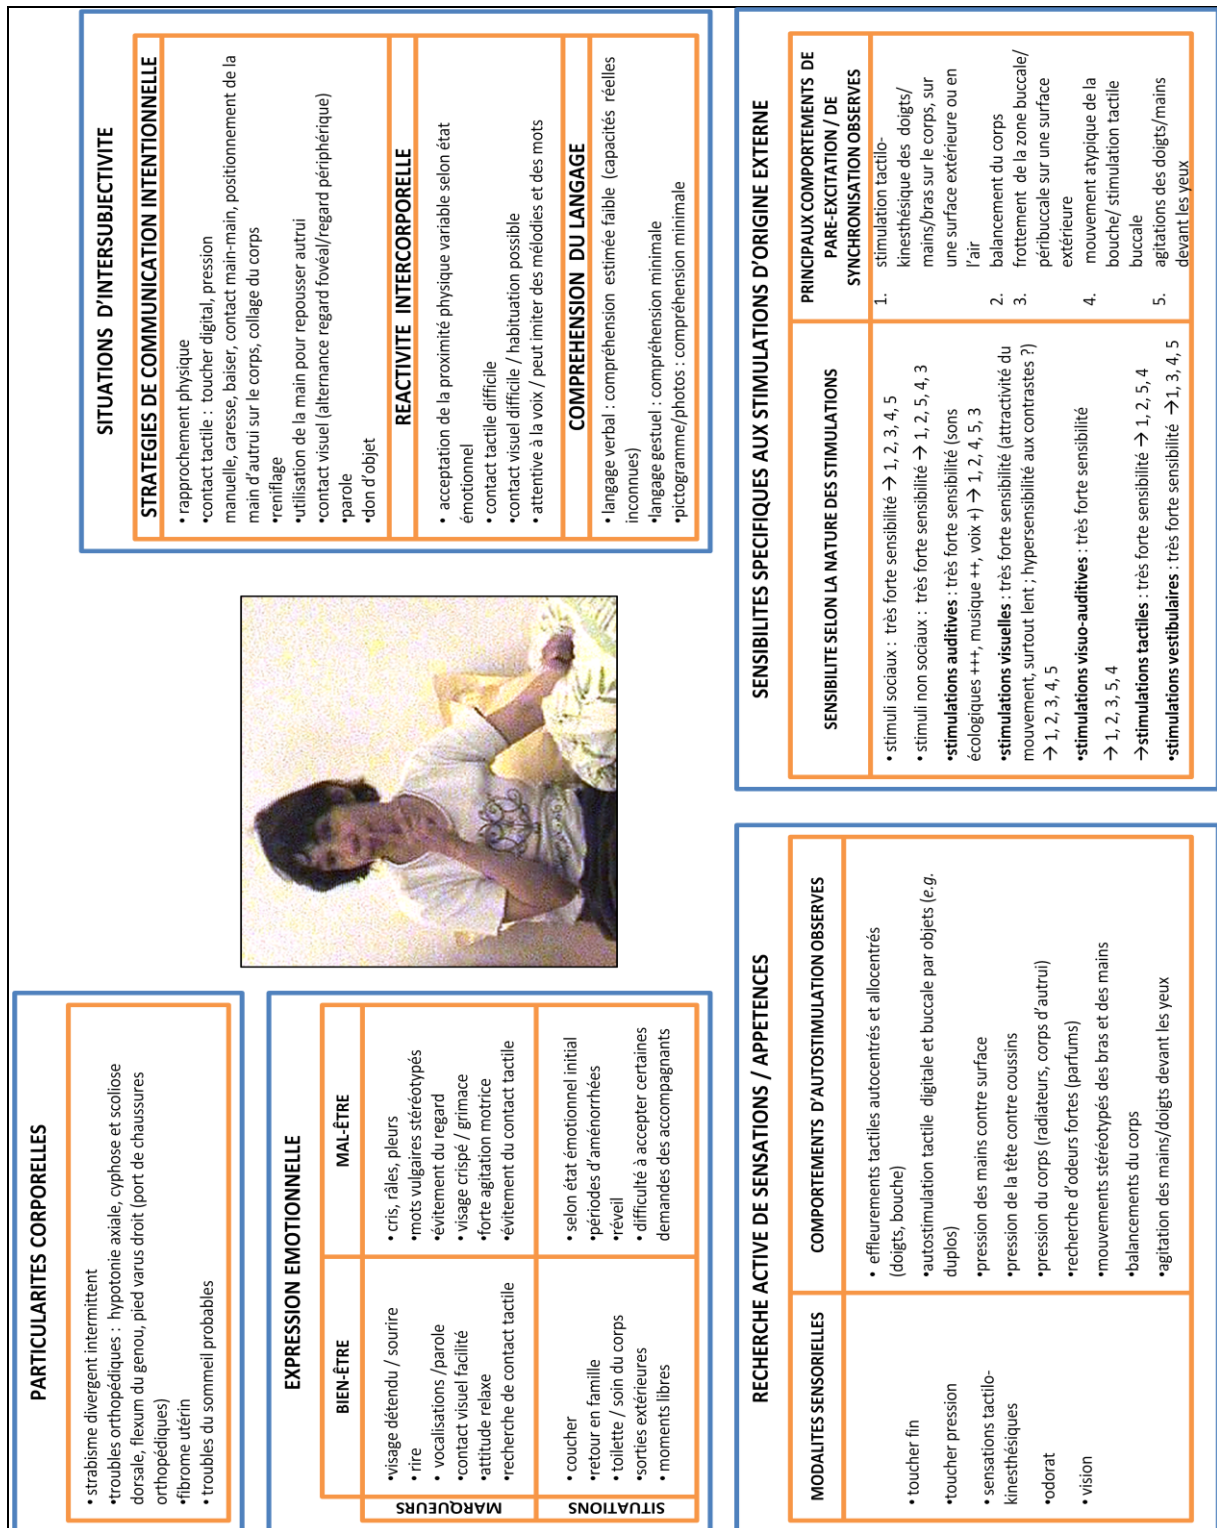 PARTICULARITES CORPORELLES
• strabisme divergent intermittent
•troubles orthopédiques : hypotonie axiale, cyphose et scoliose
dorsale, flexum du genou, pied varus droit (port de chaussures
orthopédiques)
•fibrome utérin
• troubles du sommeil probables
EXPRESSION EMOTIONNELLE
BIEN-ÊTRE
MAL-ÊTRE
MARQUEURS
•visage détendu / sourire
• rire
• vocalisations /parole
•contact visuel facilité
•attitude relaxe
•recherche de contact tactile
• cris, râles, pleurs
•mots vulgaires stéréotypés
•évitement du regard
• visage crispé / grimace
•forte agitation motrice
•évitement du contact tactile
SITUATIONS
• coucher
•retour en famille
• toilette / soin du corps
•sorties extérieures
• moments libres
•selon état émotionnel initial
•périodes d’aménorrhées
•réveil
• difficulté à accepter certaines
demandes des accompagnants
SITUATIONS D’INTERSUBJECTIVITE
STRATEGIES DE COMMUNICATION INTENTIONNELLE
• rapprochement physique
•contact tactile : toucher digital, pression
manuelle, caresse, baiser, contact main-main, positionnement de la
main d’autrui sur le corps, collage du corps
•reniflage
•utilisation de la main pour repousser autrui
•contact visuel (alternance regard fovéal/regard périphérique)
•parole
•don d’objet
REACTIVITE INTERCORPORELLE
• acceptation de la proximité physique variable selon état
émotionnel
• contact tactile difficile
•contact visuel difficile / habituation possible
• attentive à la voix / peut imiter des mélodies et des mots
COMPREHENSION DU LANGAGE
• langage verbal : compréhension estimée faible (capacités réelles
inconnues)
•langage gestuel : compréhension minimale
•pictogramme/photos : compréhension minimale
RECHERCHE ACTIVE DE SENSATIONS / APPETENCES
MODALITES SENSORIELLES
COMPORTEMENTS D’AUTOSTIMULATION OBSERVES
• toucher fin
•toucher pression
• sensations tactilo-
kinesthésiques
•odorat
• vision
• effleurements tactiles autocentrés et allocentrés
(doigts, bouche)
•autostimulation tactile digitale et buccale par objets (e.g.
duplos)
•pression des mains contre surface
•pression de la tête contre coussins
•pression du corps (radiateurs, corps d’autrui)
•recherche d’odeurs fortes (parfums)
•mouvements stéréotypés des bras et des mains
•balancements du corps
•agitation des mains/doigts devant les yeux
SENSIBILITES SPECIFIQUES AUX STIMULATIONS D’ORIGINE EXTERNE
SENSIBILITE SELON LA NATURE DES STIMULATIONS
PRINCIPAUX COMPORTEMENTS DE
PARE-EXCITATION / DE
SYNCHRONISATION OBSERVES
• stimuli sociaux : très forte sensibilité → 1, 2, 3, 4, 5
• stimuli non sociaux : très forte sensibilité → 1, 2, 5, 4, 3
•stimulations auditives : très forte sensibilité (sons
écologiques +++, musique ++, voix +) → 1, 2, 4, 5, 3
•stimulations visuelles : très forte sensibilité (attractivité du
mouvement, surtout lent ; hypersensibilité aux contrastes ?)
→ 1, 2, 3, 4, 5
•stimulations visuo-auditives : très forte sensibilité
→ 1, 2, 3, 5, 4
→stimulations tactiles : très forte sensibilité → 1, 2, 5, 4
•stimulations vestibulaires : très forte sensibilité →1, 3, 4, 5
1. stimulation tactilo-
kinesthésique des doigts/
mains/bras sur le corps, sur
une surface extérieure ou en
l’air
2. balancement du corps
3. frottement de la zone buccale/
péribuccale sur une surface
extérieure
4. mouvement atypique de la
bouche/ stimulation tactile
buccale
5. agitations des doigts/mains
devant les yeux